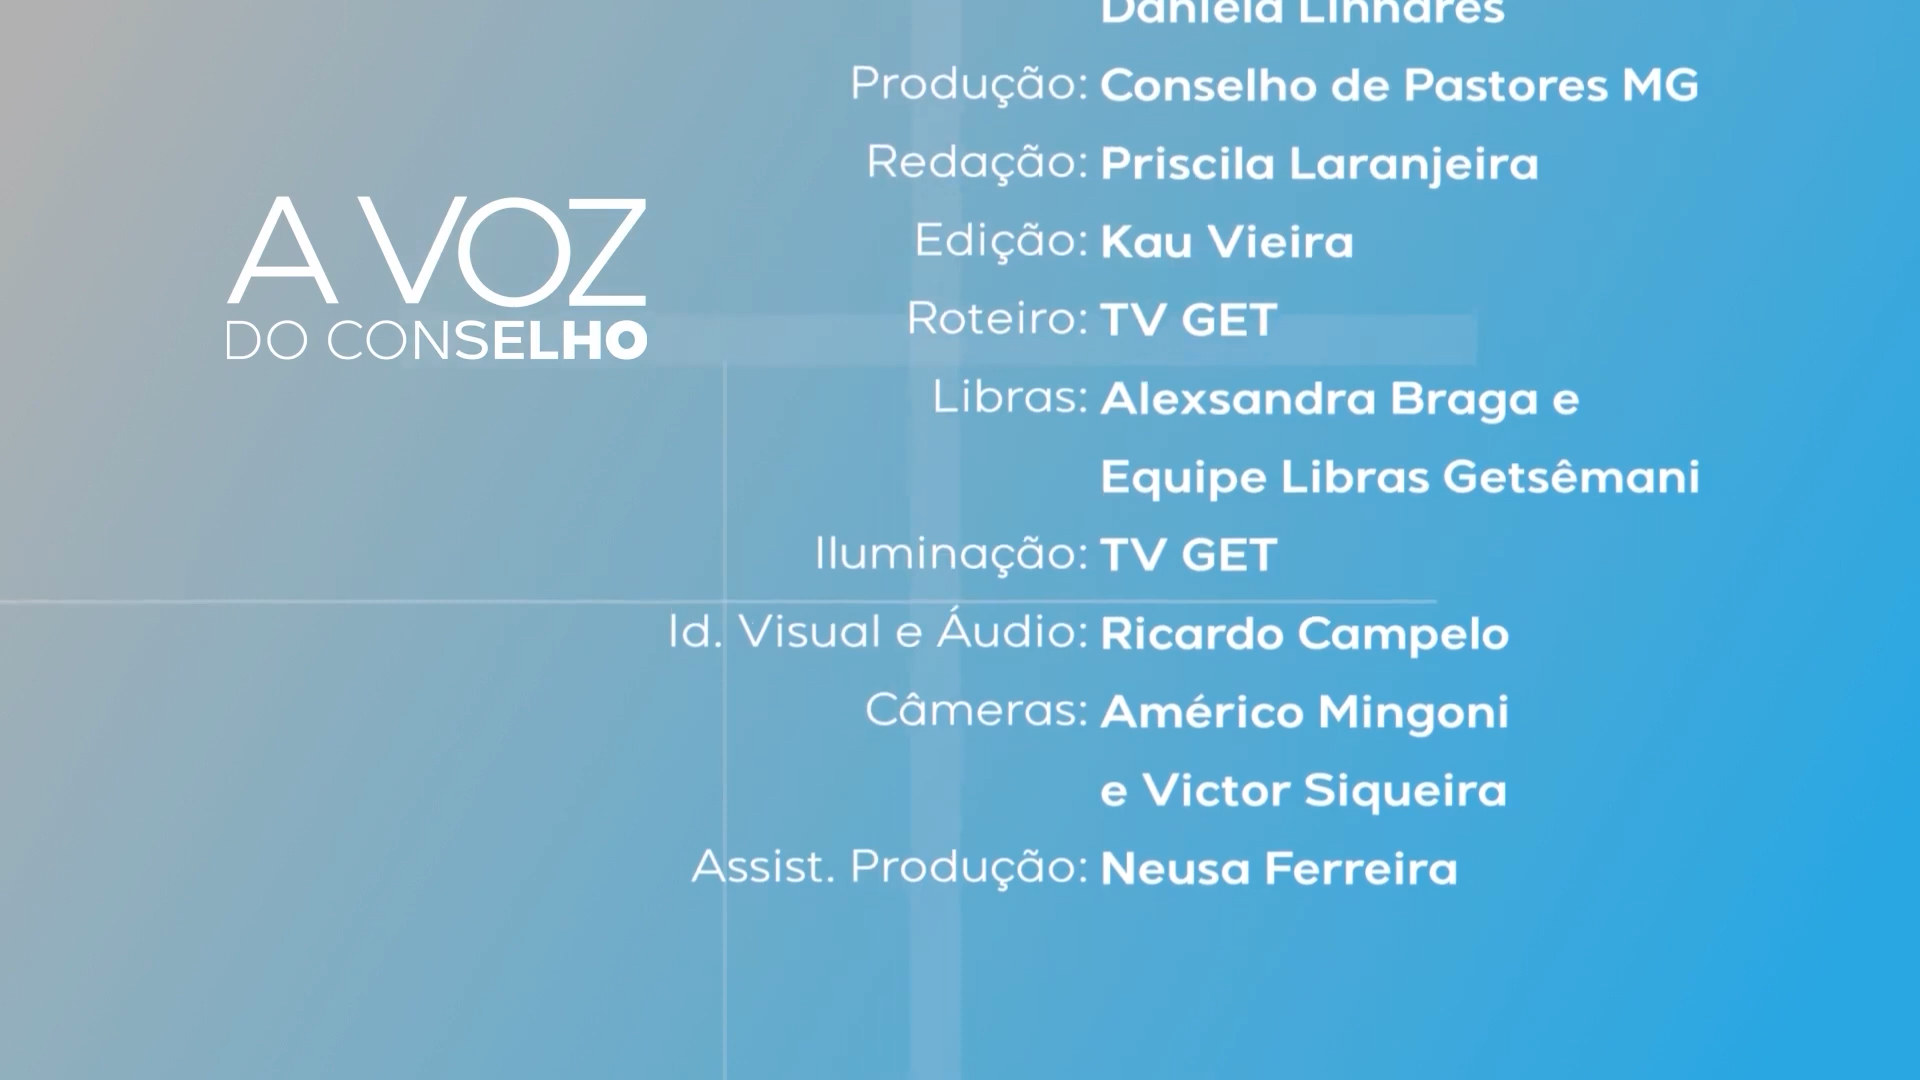 A VOZ
DO CONSELHO
Daniela Linhares
Produção: Conselho de Pastores MG
Redação: Priscila Laranjeira
Edição: Kau Vieira
Roteiro: TV GET
Libras: Alexsandra Braga e
Equipe Libras Getsêmani
Iluminação: TV GET
Id. Visual e Áudio: Ricardo Campelo
Câmeras: Américo Mingoni
e Victor Siqueira
Assist. Produção: Neusa Ferreira